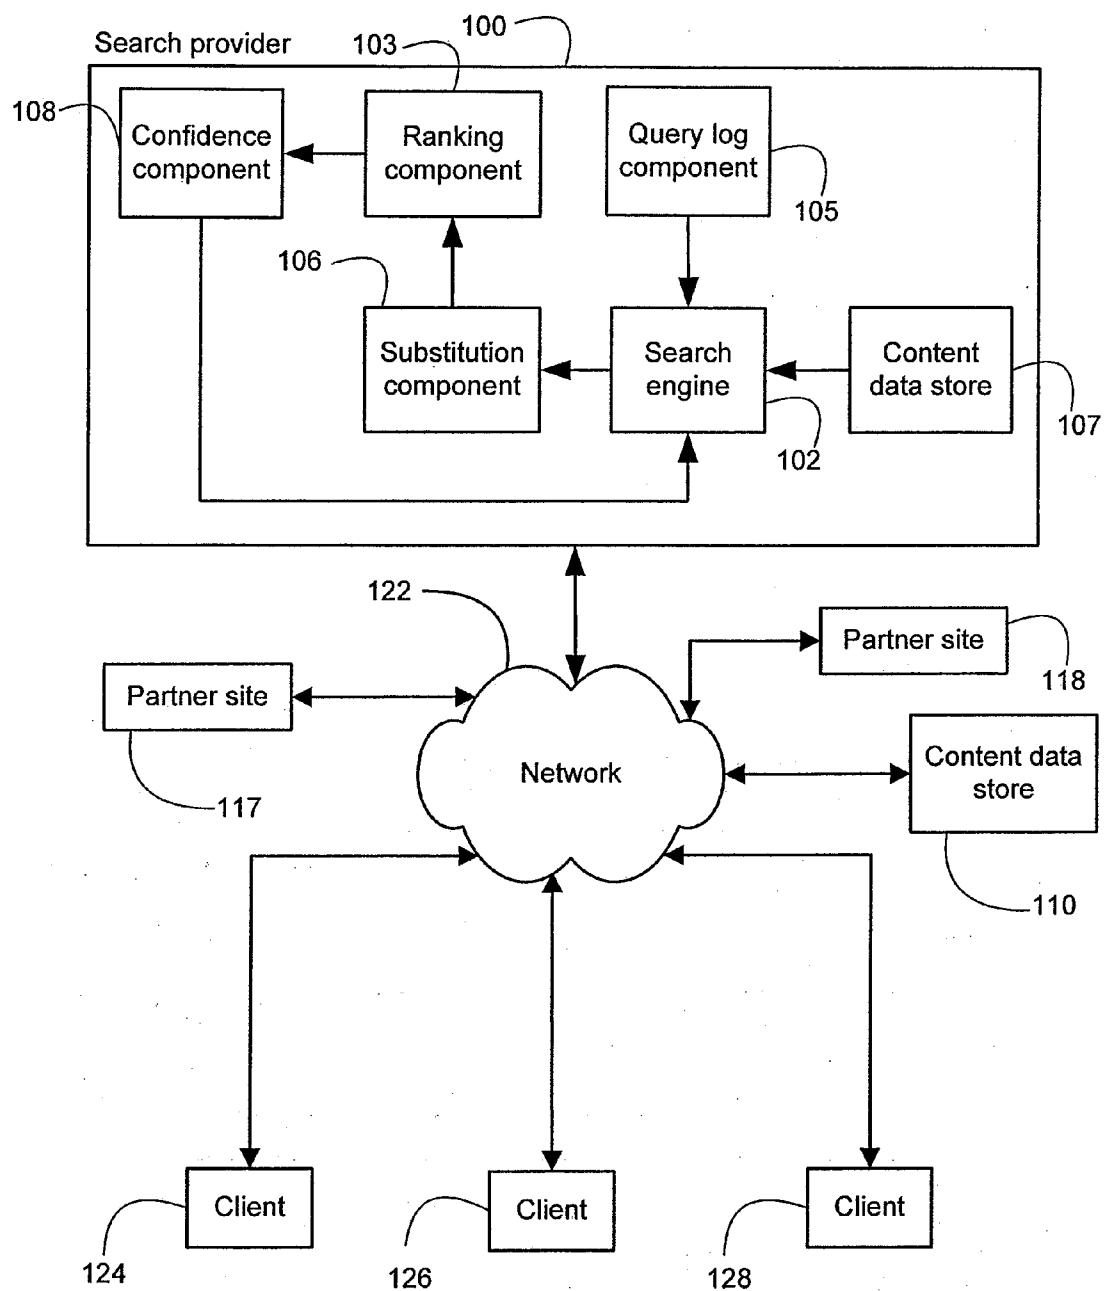 100
Search provider
103
108
Confidence
component
Ranking
component
Query log
component
105
106
Substitution
component
Search
engine
Content
data store
107
102
122
Partner site
118
Partner site
117
Network
Content data
store
110
Client
124
Client
126
Client
128